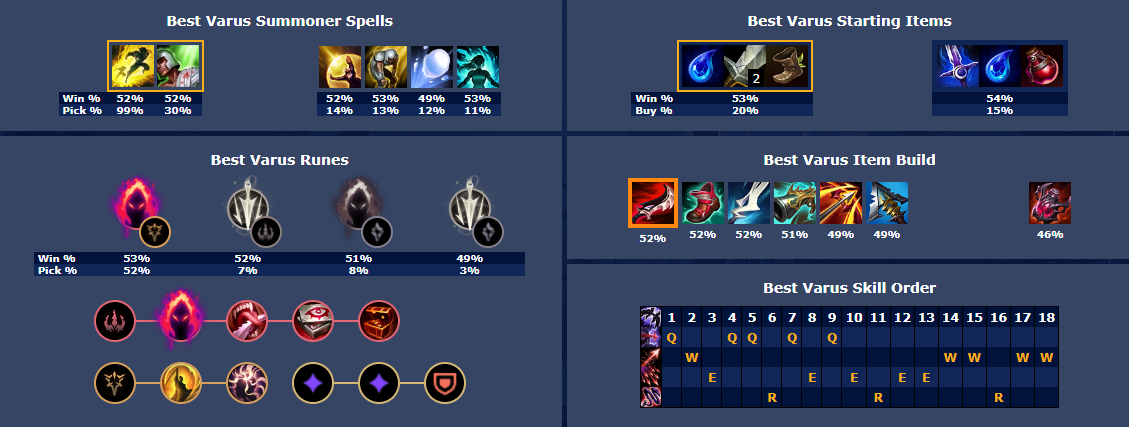 Best Varus Summoner Spells
Win % 52% 52% 52% 53% 49% 53%
Pick % 99% 30% 14% 13% 12% 11%
Best Varus Starting Items
2
Win % 53% 54%
Buy % 20% 15%
Best Varus Runes
Win % 53% 52% 51% 49%
Pick % 52% 7% 8% 3%
Best Varus Item Build
52% 52% 52% 51% 49% 49% 46%
Best Varus Skill Order
1 2 3 4 5 6 7 8 9 10 11 12 13 14 15 16 17 18
Q Q Q Q Q
W W W W W
E E E E E
R R R